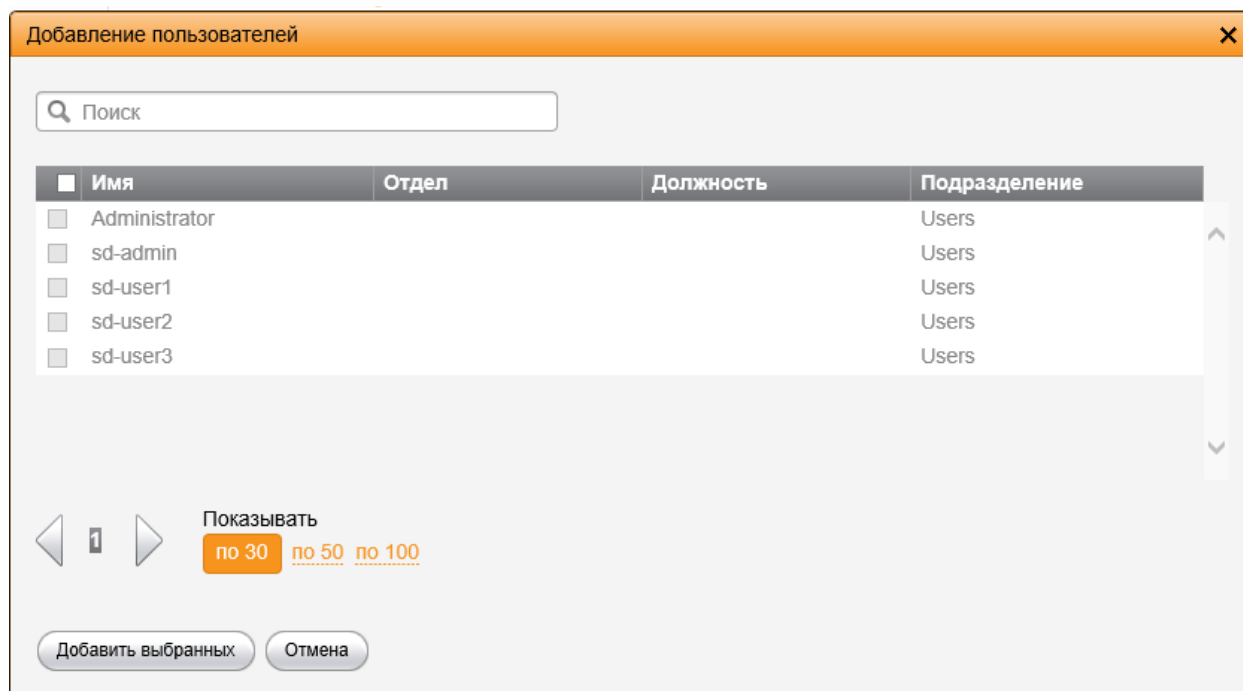 Добавление пользователей
Поиск
Имя Отдел Должность Подразделение
Administrator Users
sd-admin Users
sd-user1 Users
sd-user2 Users
sd-user3 Users
Показывать
1 по 30 по 50 по 100
Добавить выбранных Отмена